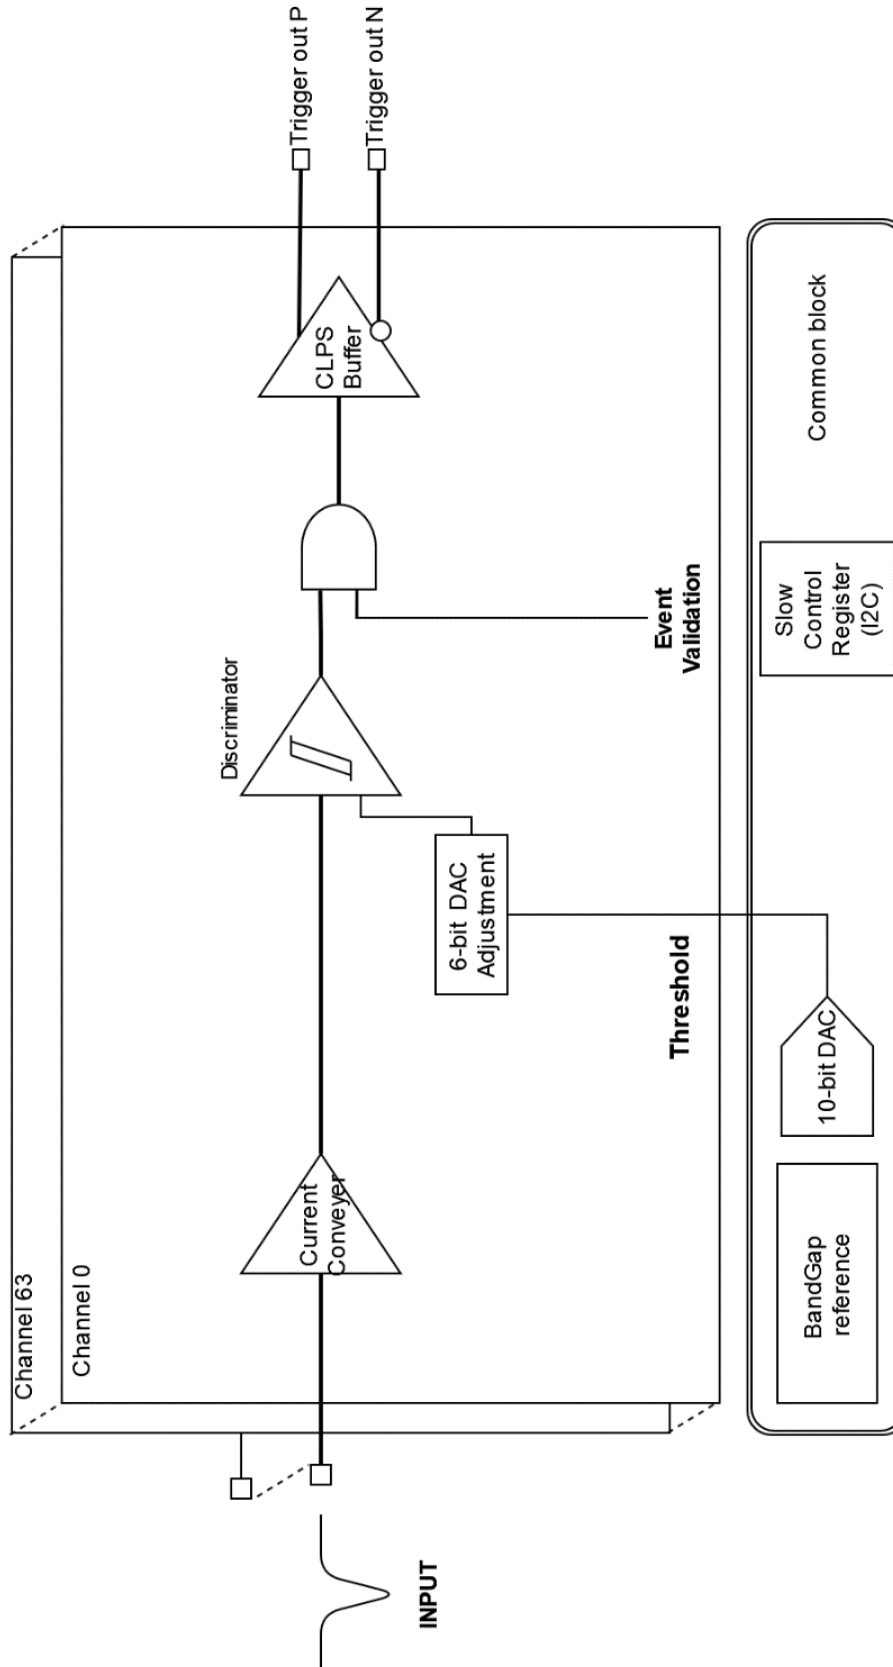 Channel 63
Channel 0
INPUT
Current
Conveyer
Discriminator
6-bit DAC
Adjustment
Threshold
Event
Validation
CLPS
Buffer
Trigger out P
Trigger out N
BandGap
reference
10-bit DAC
Slow
Control
Register
(I2C)
Common block